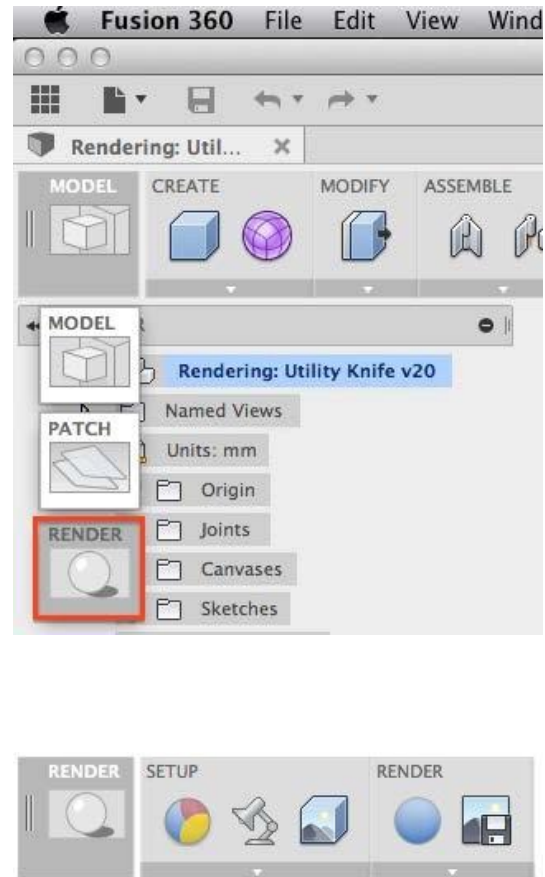 Fusion 360 File Edit View Wind
Rendering: Util...
MODEL CREATE MODIFY ASSEMBLE
MODEL
R
Rendering: Utility Knife v20
Named Views
PATCH
Units: mm
Origin
RENDER
Joints
Canvases
Sketches
RENDER SETUP RENDER